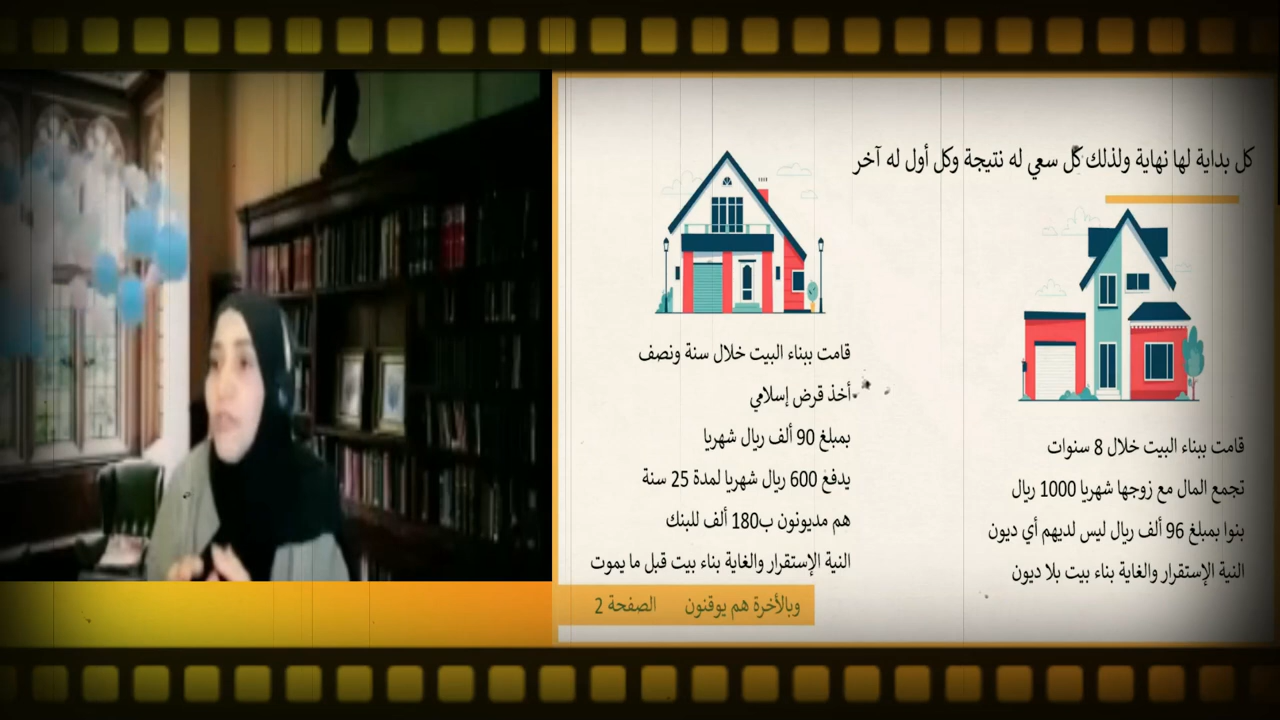 كل بداية لها نهاية ولذلك كل سعي له نتيجة وكل أول له آخر
قامت ببناء البيت خلال 8 سنوات
تجمع المال مع زوجها شهريا 1000 ريال
بنوا بمبلغ 96 ألف ريال ليس لديهم أي ديون
النية الإستقرار والغاية بناء بيت بلا ديون
قامت ببناء البيت خلال سنة ونصف
أخذ قرض إسلامي
بمبلغ 90 ألف ريال شهريا
يدفع 600 ريال شهريا لمدة 25 سنة
هم مديونون ب180 ألف للبنك
النية الإستقرار والغاية بناء بيت قبل ما يموت
وبالأخرة هم يوقنون الصفحة 2